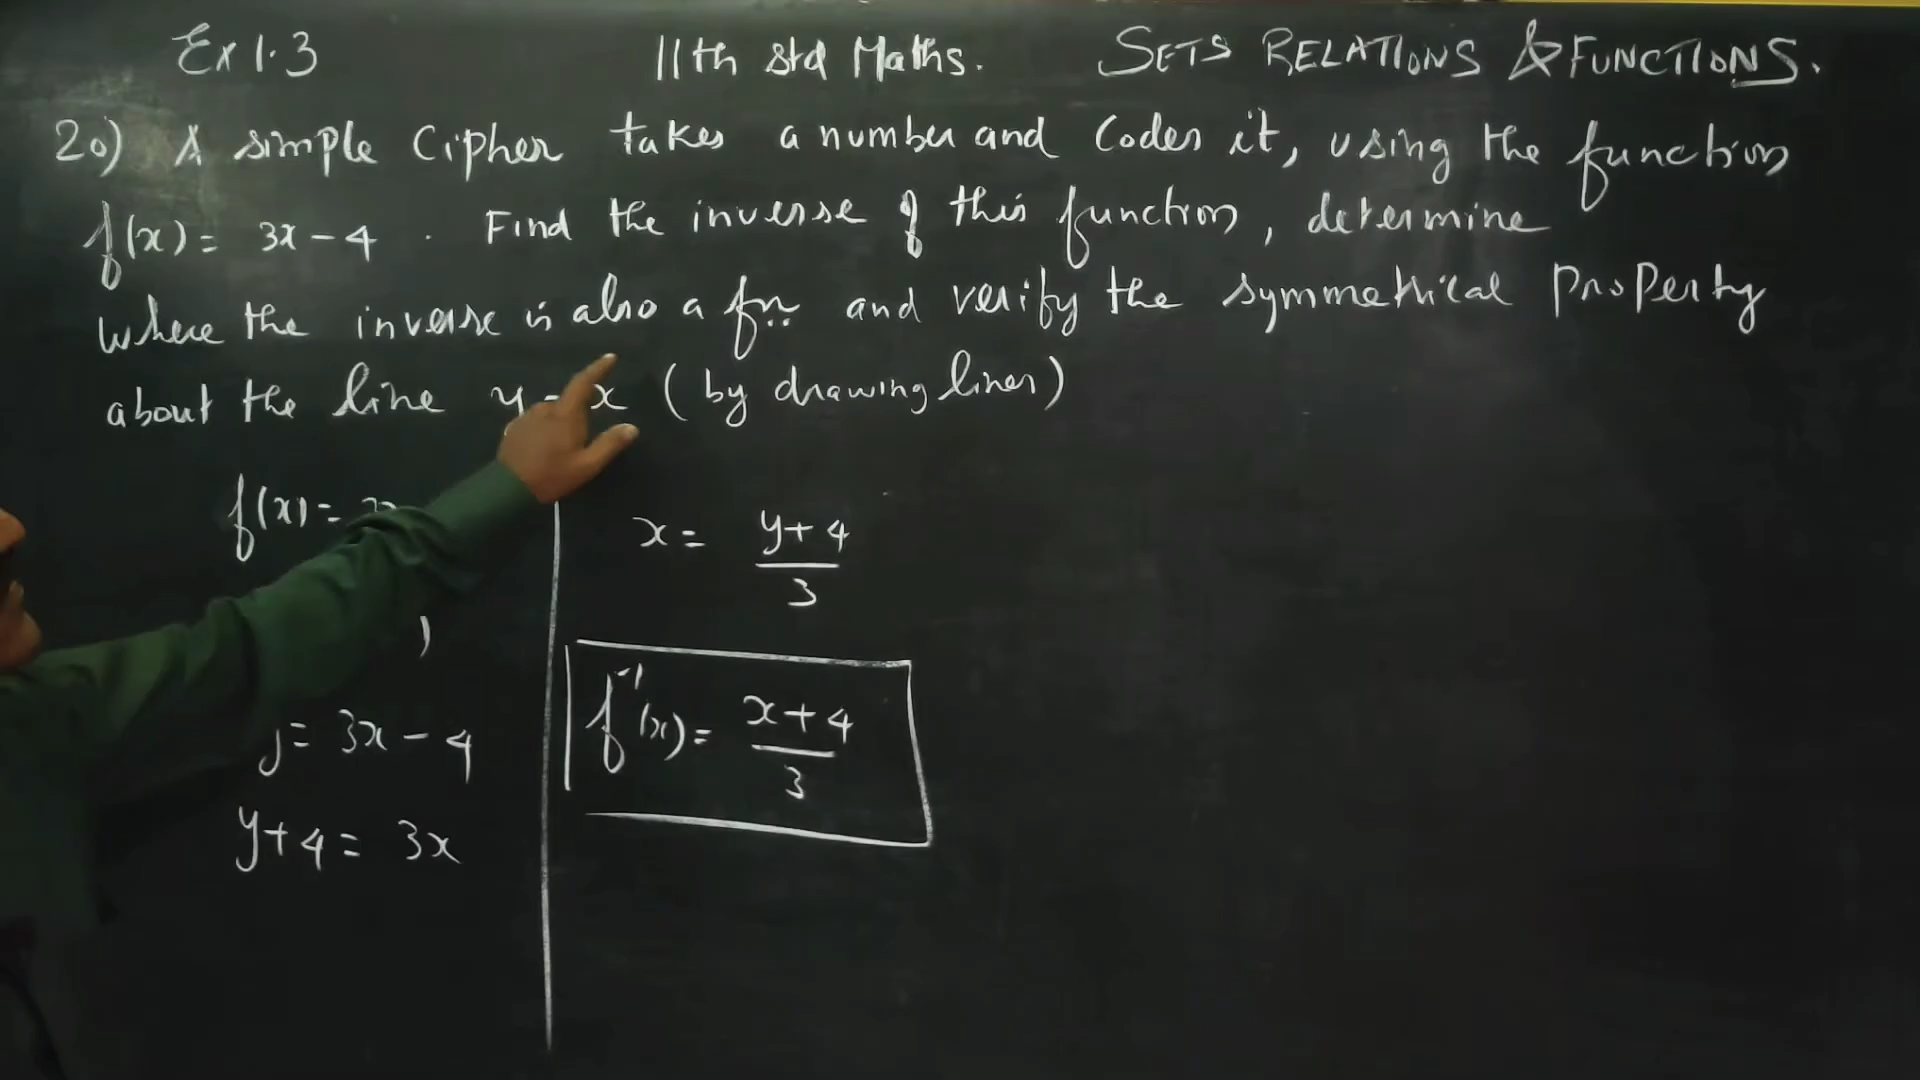 Ex 1.3 11th std Maths. SETS RELATIONS & FUNCTIONS.
20) A simple Cipher takes a number and Codes it, using the function
f(x) = 3x - 4 . Find the inverse of this function, determine
where the inverse is also a fn. and verify the symmetrical Property
about the line y = x (by drawing lines)
f(x) =
y = 3x - 4
y + 4 = 3x
x = y + 4 / 3
f⁻¹(x) = x + 4 / 3